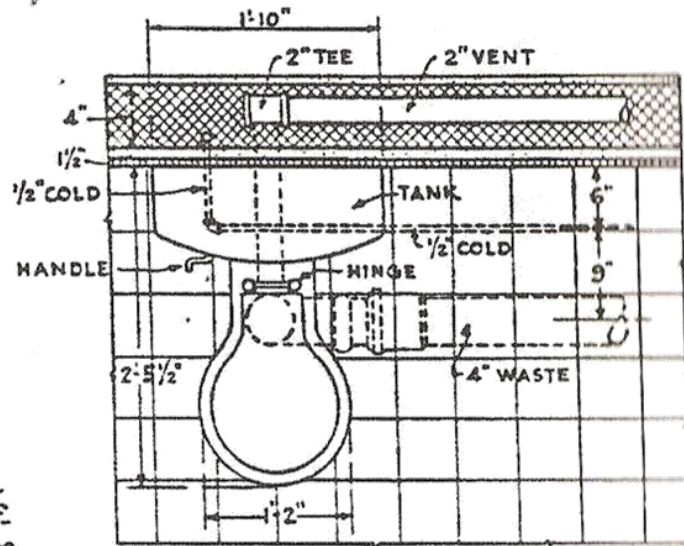 1'-10"
2" TEE
2" VENT
4"
1½"
½" COLD
TANK
6"
½" COLD
HANDLE
HINGE
9"
2'-5½"
4" WASTE
1'-2"